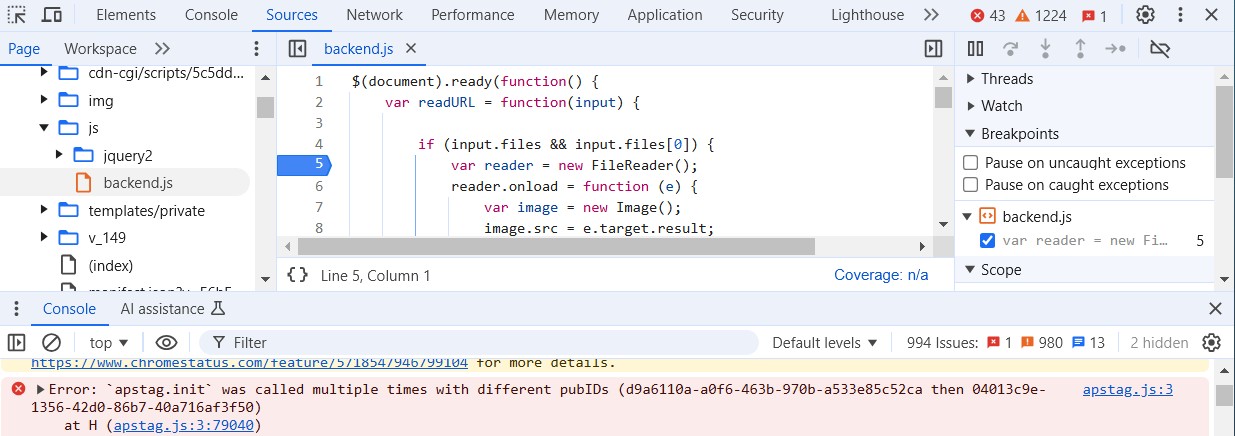 Elements Console Sources Network Performance Memory Application Security Lighthouse 43 1224 1
Page Workspace backend.js
cdn-cgi/scripts/5c5dd...
img
js
jquery2
backend.js
templates/private
v_149
(index)
1 $(document).ready(function() {
2 var readURL = function(input) {
3
4 if (input.files && input.files[0]) {
5 var reader = new FileReader();
6 reader.onload = function (e) {
7 var image = new Image();
8 image.src = e.target.result;
{} Line 5, Column 1 Coverage: n/a
Threads
Watch
Breakpoints
Pause on uncaught exceptions
Pause on caught exceptions
backend.js
var reader = new Fi... 5
Scope
Console AI assistance
top Filter Default levels 994 Issues: 1 980 13 2 hidden
https://www.chromestatus.com/feature/5718547946799104 for more details.
Error: `apstag.init` was called multiple times with different pubIDs (d9a6110a-a0f6-463b-970b-a533e85c52ca then 04013c9e- apstag.js:3
1356-42d0-86b7-40a716af3f50)
at H (apstag.js:3:79040)